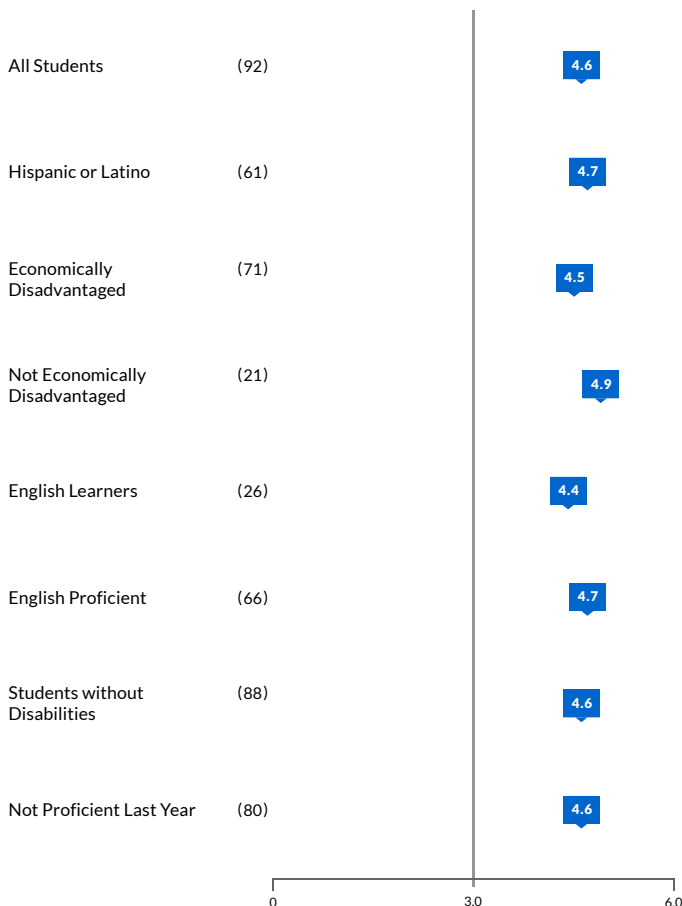 All Students (92) 4.6
Hispanic or Latino (61) 4.7
Economically (71) 4.5
Disadvantaged
Not Economically (21) 4.9
Disadvantaged
English Learners (26) 4.4
English Proficient (66) 4.7
Students without (88) 4.6
Disabilities
Not Proficient Last Year (80) 4.6
0 3.0 6.0